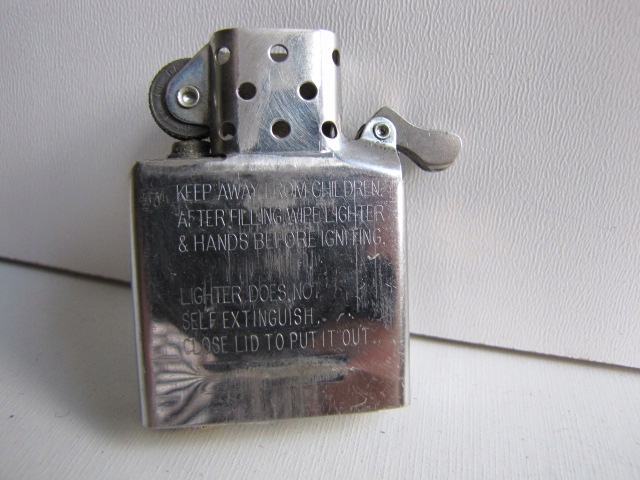 KEEP AWAY FROM CHILDREN.
AFTER FILLING WIPE LIGHTER
& HANDS BEFORE IGNITING.
LIGHTER DOES NOT
SELF EXTINGUISH.
CLOSE LID TO PUT IT OUT.